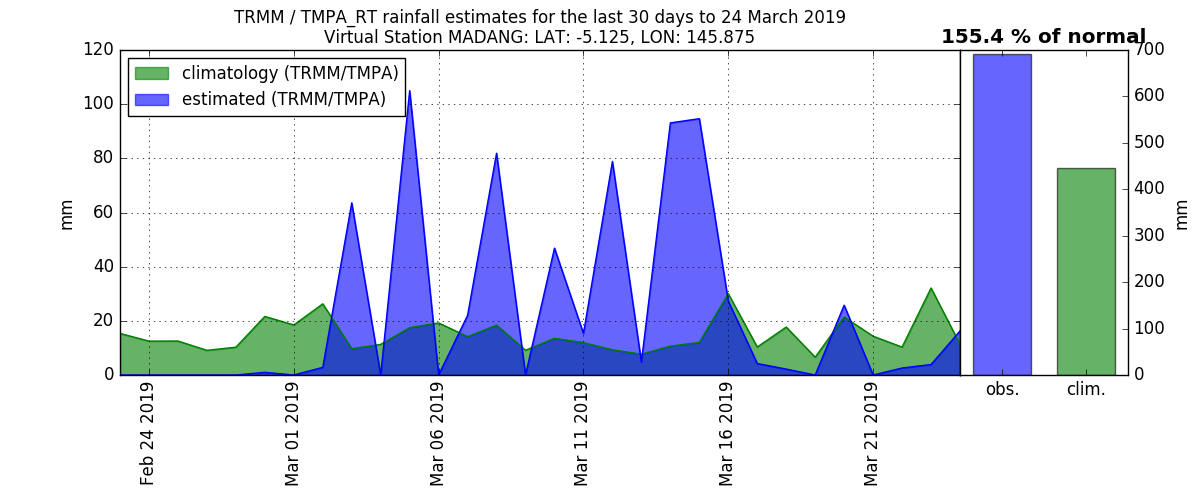 TRMM / TMPA_RT rainfall estimates for the last 30 days to 24 March 2019
Virtual Station MADANG: LAT: -5.125, LON: 145.875
155.4 % of normal
climatology (TRMM/TMPA)
estimated (TRMM/TMPA)
mm
120
100
80
60
40
20
0
Feb 24 2019
Mar 01 2019
Mar 06 2019
Mar 11 2019
Mar 16 2019
Mar 21 2019
obs.
clim.
700
600
500
400
300
200
100
0
mm